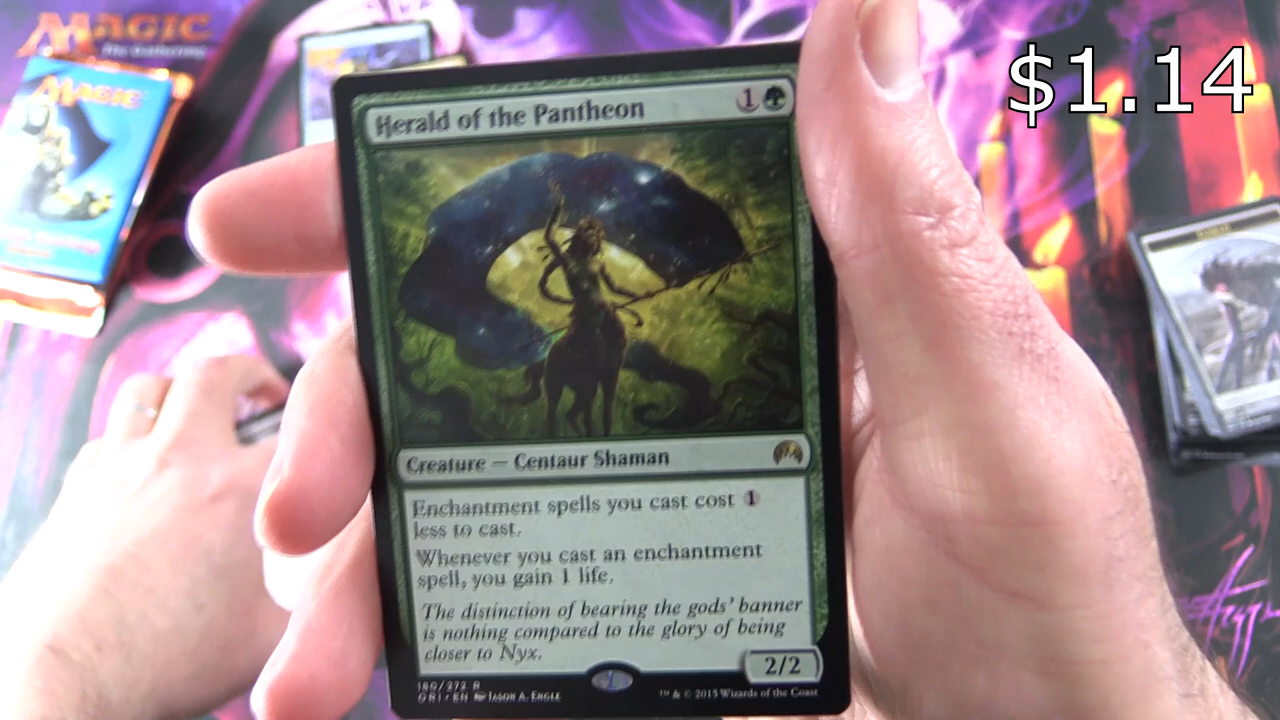 MAGIC
The Gathering
MAGIC
$1.14
Herald of the Pantheon 1
Creature — Centaur Shaman
Enchantment spells you cast cost 1
less to cast.
Whenever you cast an enchantment
spell, you gain 1 life.
The distinction of bearing the gods' banner
is nothing compared to the glory of being
closer to Nyx.
2/2
180/272 R
ORI • EN JASON A. ENGLE
™ & © 2015 Wizards of the Coast